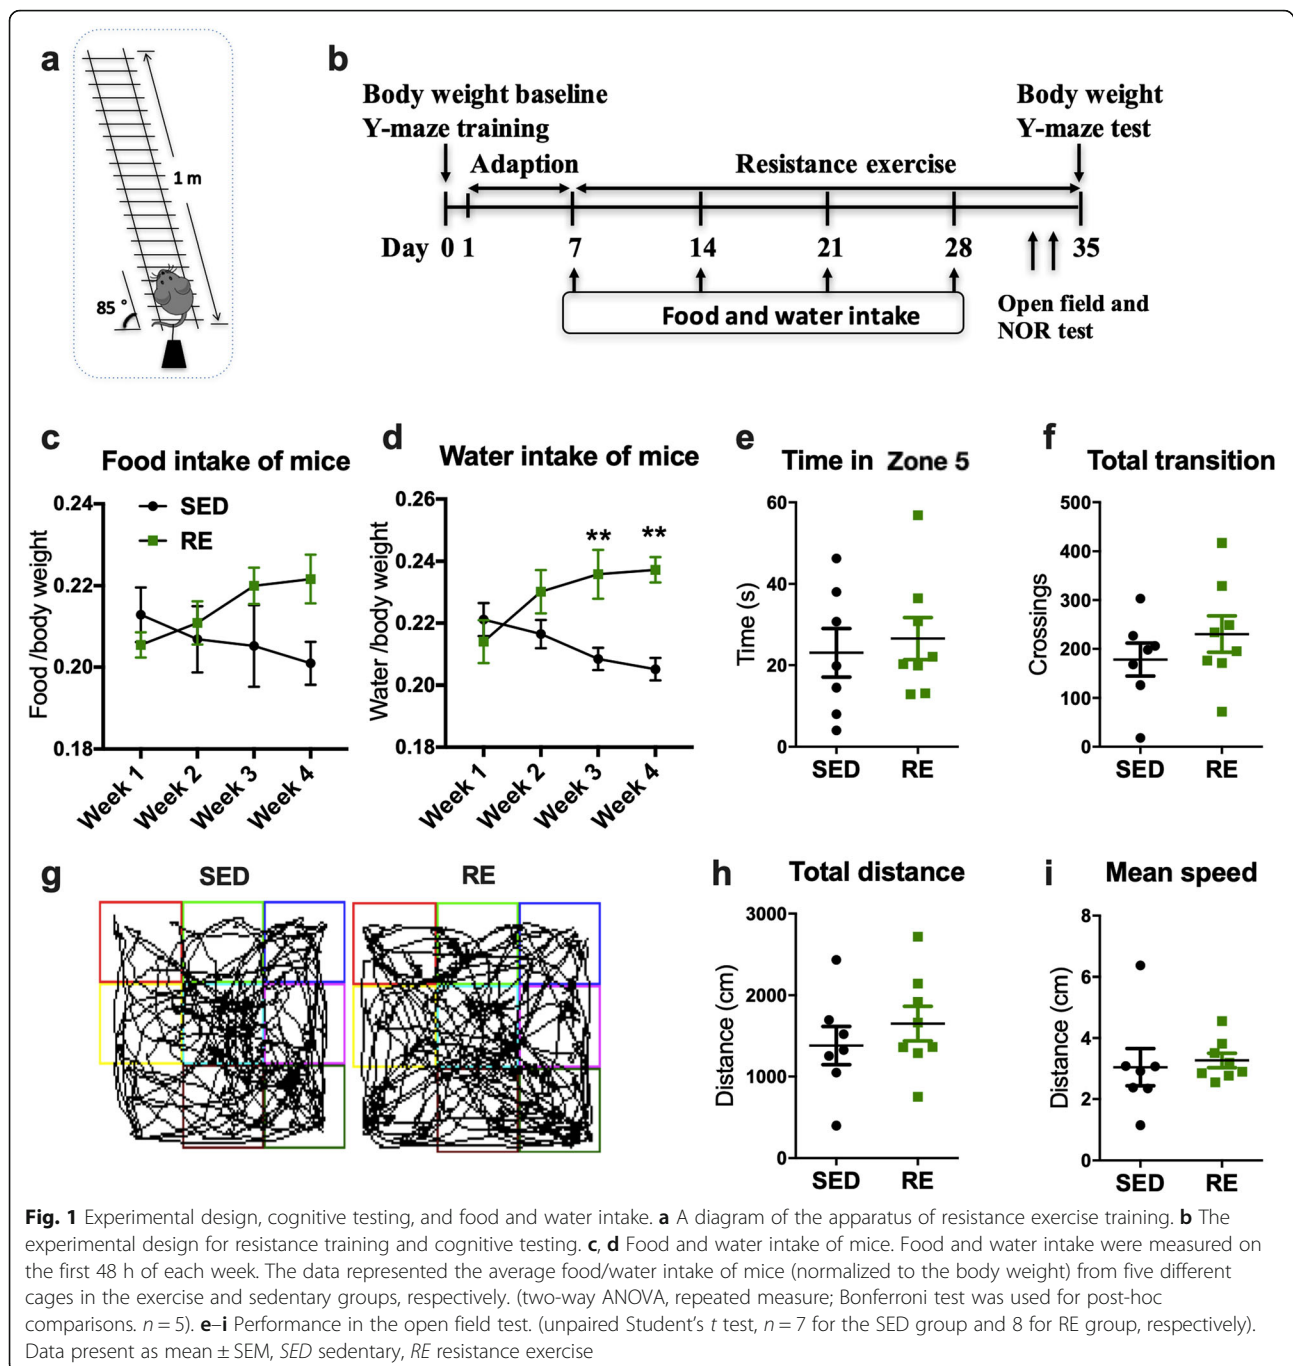 a
1 m
85 °
b
Body weight baseline
Y-maze training
Body weight
Y-maze test
Adaption
Resistance exercise
Day 0 1 7 14 21 28 35
Food and water intake
Open field and
NOR test
c
Food intake of mice
SED
RE
Food /body weight
0.24
0.22
0.20
0.18
Week 1
Week 2
Week 3
Week 4
d
Water intake of mice
Water /body weight
0.26
0.24
0.22
0.20
0.18
**
**
Week 1
Week 2
Week 3
Week 4
e
Time in Zone 5
Time (s)
60
40
20
0
SED RE
f
Total transition
Crossings
500
400
300
200
100
0
SED RE
g
SED RE
h
Total distance
Distance (cm)
3000
2000
1000
0
SED RE
i
Mean speed
Distance (cm)
8
6
4
2
0
SED RE
Fig. 1 Experimental design, cognitive testing, and food and water intake. a A diagram of the apparatus of resistance exercise training. b The
experimental design for resistance training and cognitive testing. c, d Food and water intake of mice. Food and water intake were measured on
the first 48 h of each week. The data represented the average food/water intake of mice (normalized to the body weight) from five different
cages in the exercise and sedentary groups, respectively. (two-way ANOVA, repeated measure; Bonferroni test was used for post-hoc
comparisons. n = 5). e–i Performance in the open field test. (unpaired Student's t test, n = 7 for the SED group and 8 for RE group, respectively).
Data present as mean ± SEM, SED sedentary, RE resistance exercise